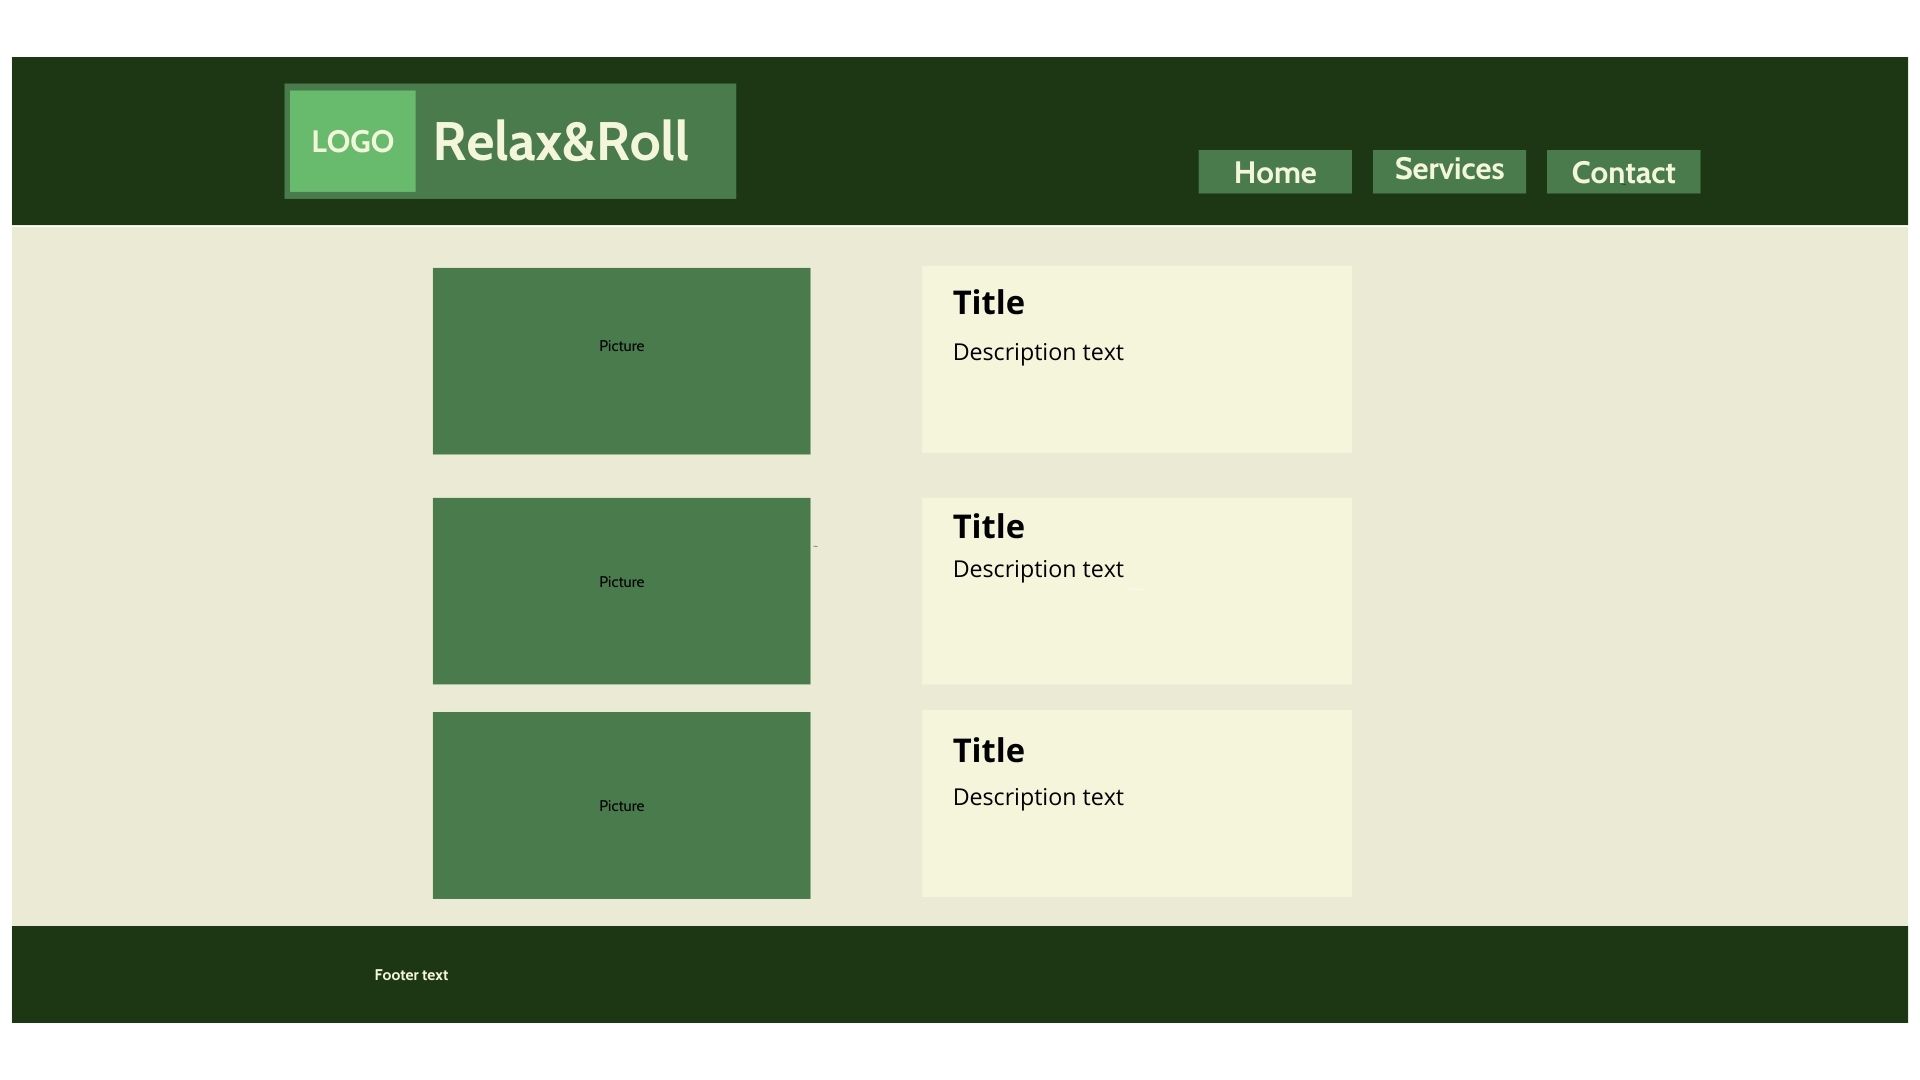 LOGO
Relax&Roll
Home
Services
Contact
Picture
Title
Description text
Picture
Title
Description text
Picture
Title
Description text
Footer text